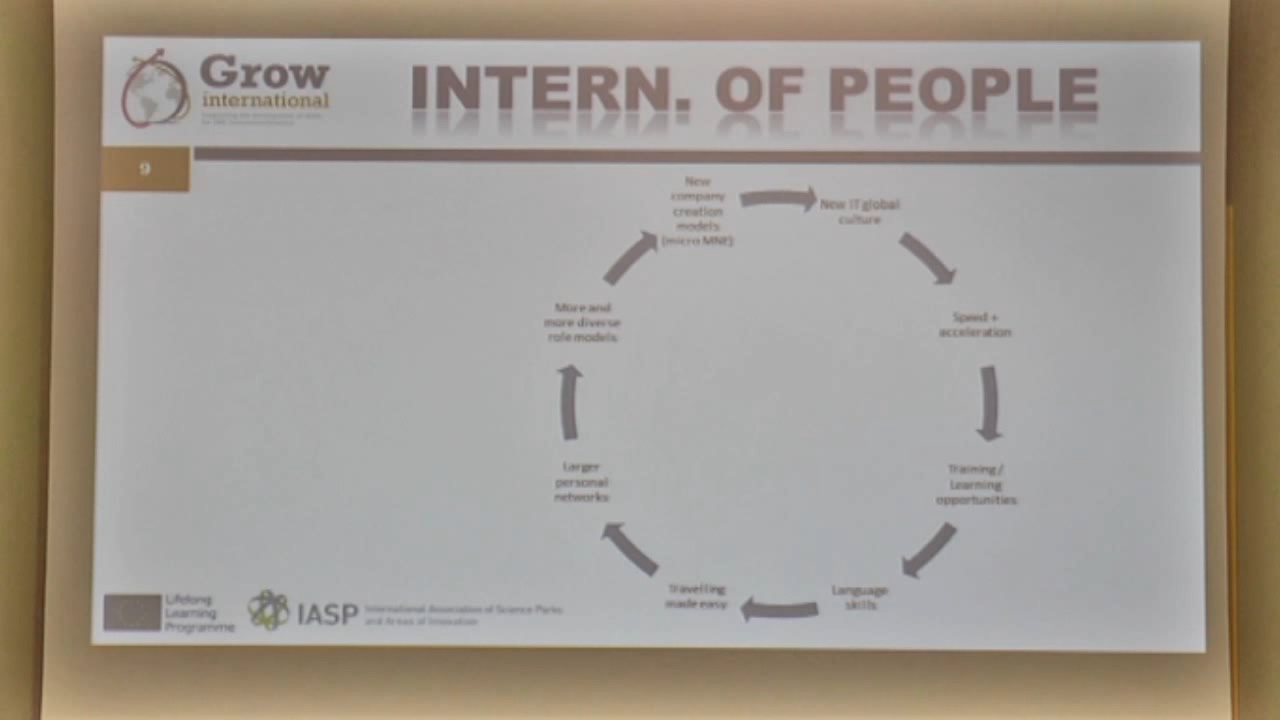 Grow
international
INTERN. OF PEOPLE
9
New
company
creation
models
(micro MNE)
New IT global
culture
Speed +
acceleration
Training/
Learning
opportunities
Language
skills
Travelling
made easy
Larger
personal
networks
More and
more diverse
role models
Lifelong
Learning
Programme
IASP
International Association of Science Parks
and Areas of Innovation